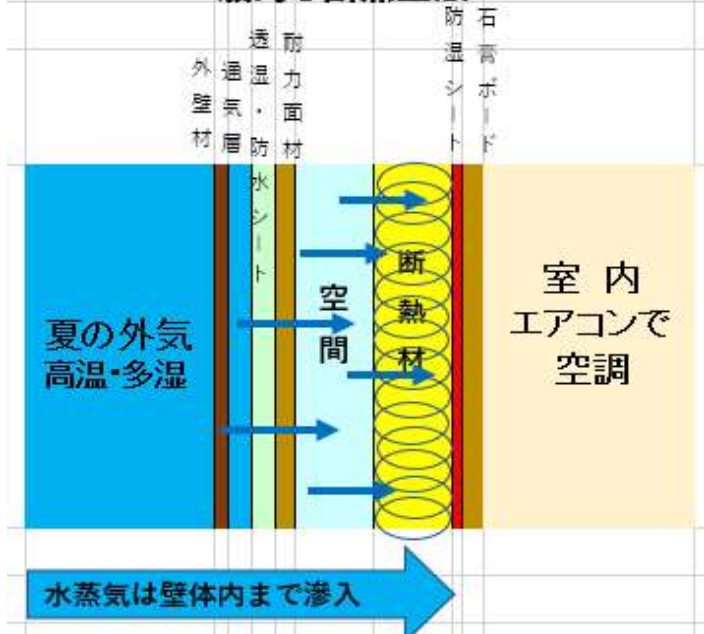 外壁材
通気層
透湿・防水シート
耐力面材
防湿シート
石膏ボード
夏の外気
高温・多湿
空間
断熱材
室内
エアコンで
空調
水蒸気は壁体内まで滲入